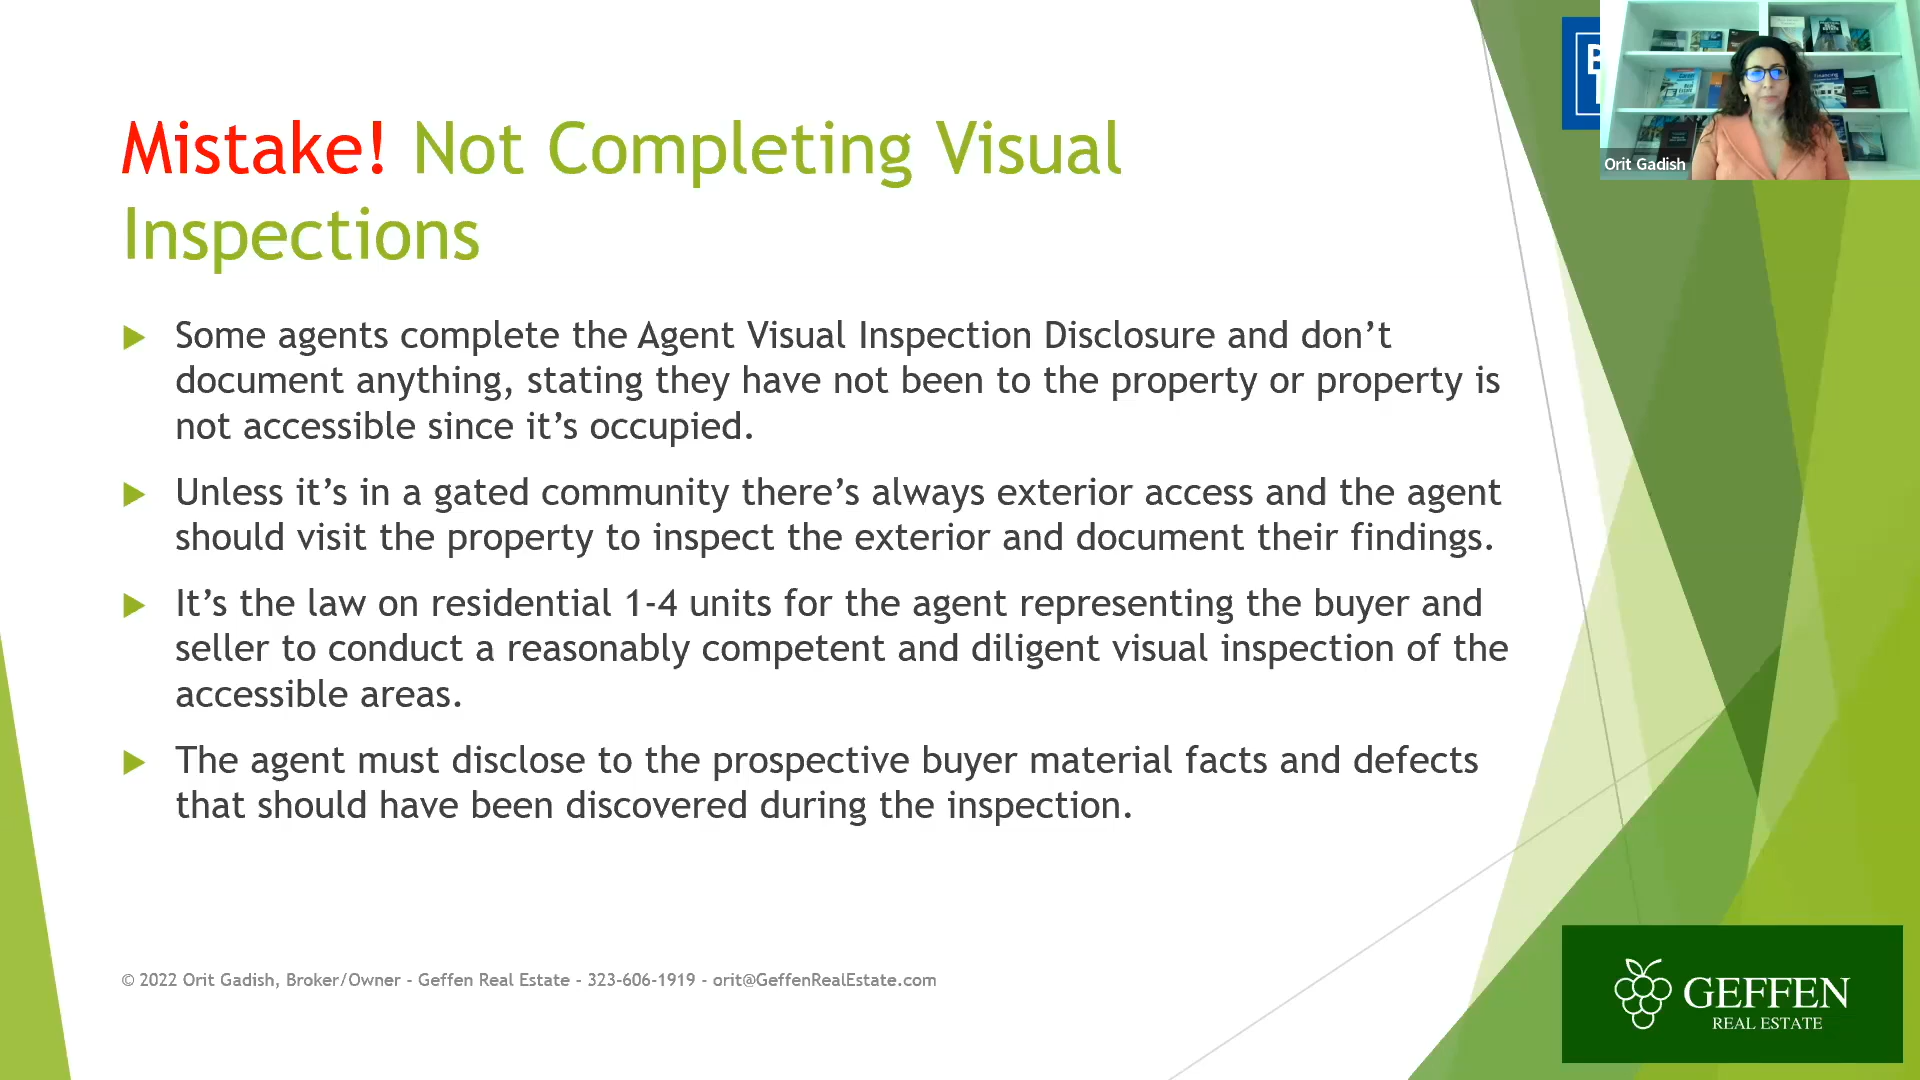 Mistake! Not Completing Visual
Inspections
Some agents complete the Agent Visual Inspection Disclosure and don’t
document anything, stating they have not been to the property or property is
not accessible since it’s occupied.
Unless it’s in a gated community there’s always exterior access and the agent
should visit the property to inspect the exterior and document their findings.
It’s the law on residential 1-4 units for the agent representing the buyer and
seller to conduct a reasonably competent and diligent visual inspection of the
accessible areas.
The agent must disclose to the prospective buyer material facts and defects
that should have been discovered during the inspection.
© 2022 Orit Gadish, Broker/Owner - Geffen Real Estate - 323-606-1919 - orit@GeffenRealEstate.com
Orit Gadish
GEFFEN
REAL ESTATE